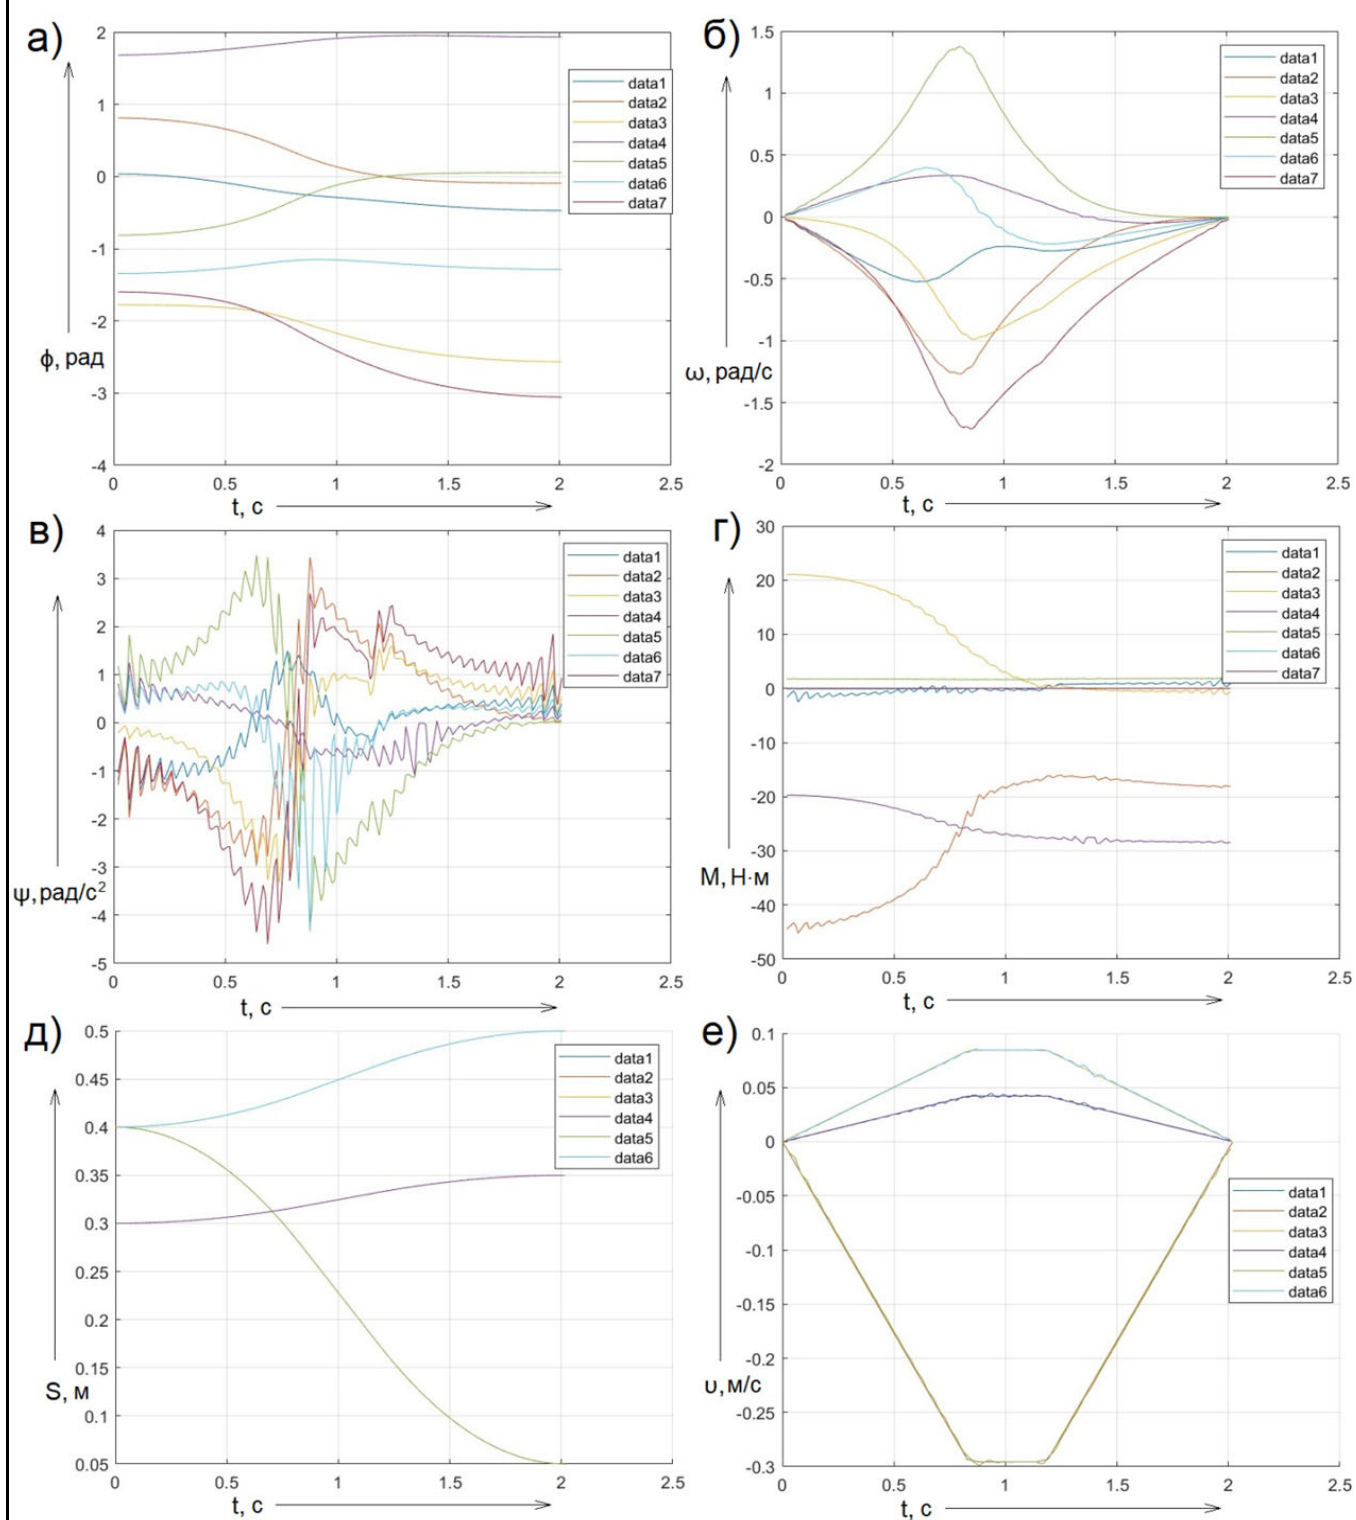 а)
2
1
0
-1
-2
-3
-4
ϕ, рад
0
0.5
1
1.5
2
2.5
t, с
data1
data2
data3
data4
data5
data6
data7
б)
1.5
1
0.5
0
-0.5
-1
-1.5
-2
ω, рад/с
0
0.5
1
1.5
2
2.5
t, с
data1
data2
data3
data4
data5
data6
data7
в)
4
3
2
1
0
-1
-2
-3
-4
-5
ψ, рад/с²
0
0.5
1
1.5
2
2.5
t, с
data1
data2
data3
data4
data5
data6
data7
г)
30
20
10
0
-10
-20
-30
-40
-50
М, Н·м
0
0.5
1
1.5
2
2.5
t, с
data1
data2
data3
data4
data5
data6
data7
д)
0.5
0.45
0.4
0.35
0.3
0.25
0.2
0.15
0.1
0.05
S, м
0
0.5
1
1.5
2
2.5
t, с
data1
data2
data3
data4
data5
data6
е)
0.1
0.05
0
-0.05
-0.1
-0.15
-0.2
-0.25
-0.3
υ, м/с
0
0.5
1
1.5
2
2.5
t, с
data1
data2
data3
data4
data5
data6